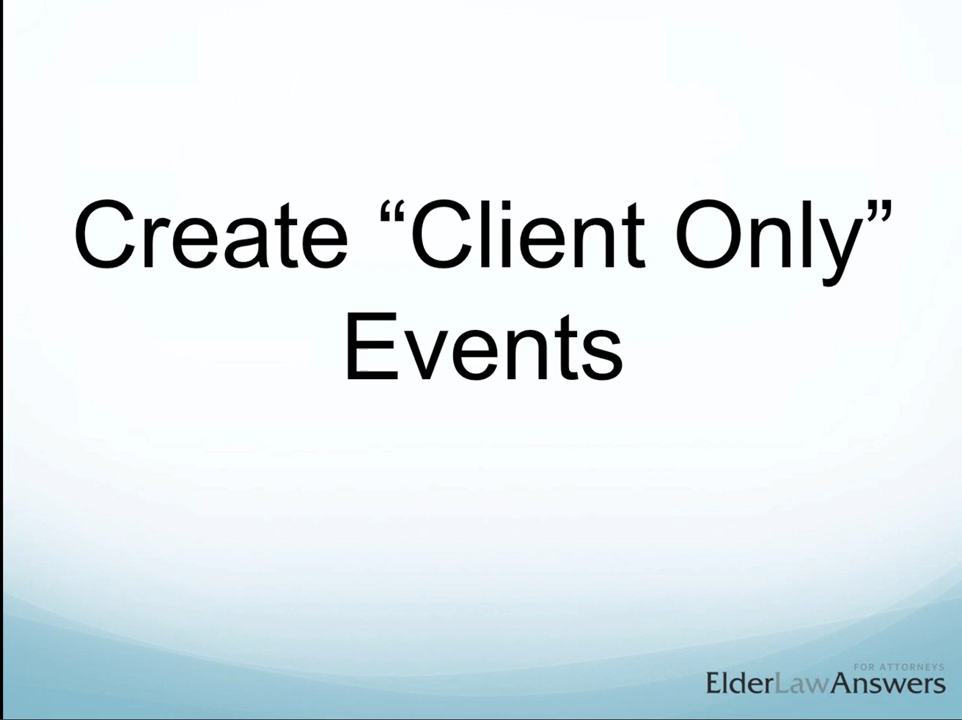 Create “Client Only”
Events
FOR ATTORNEYS
ElderLawAnswers